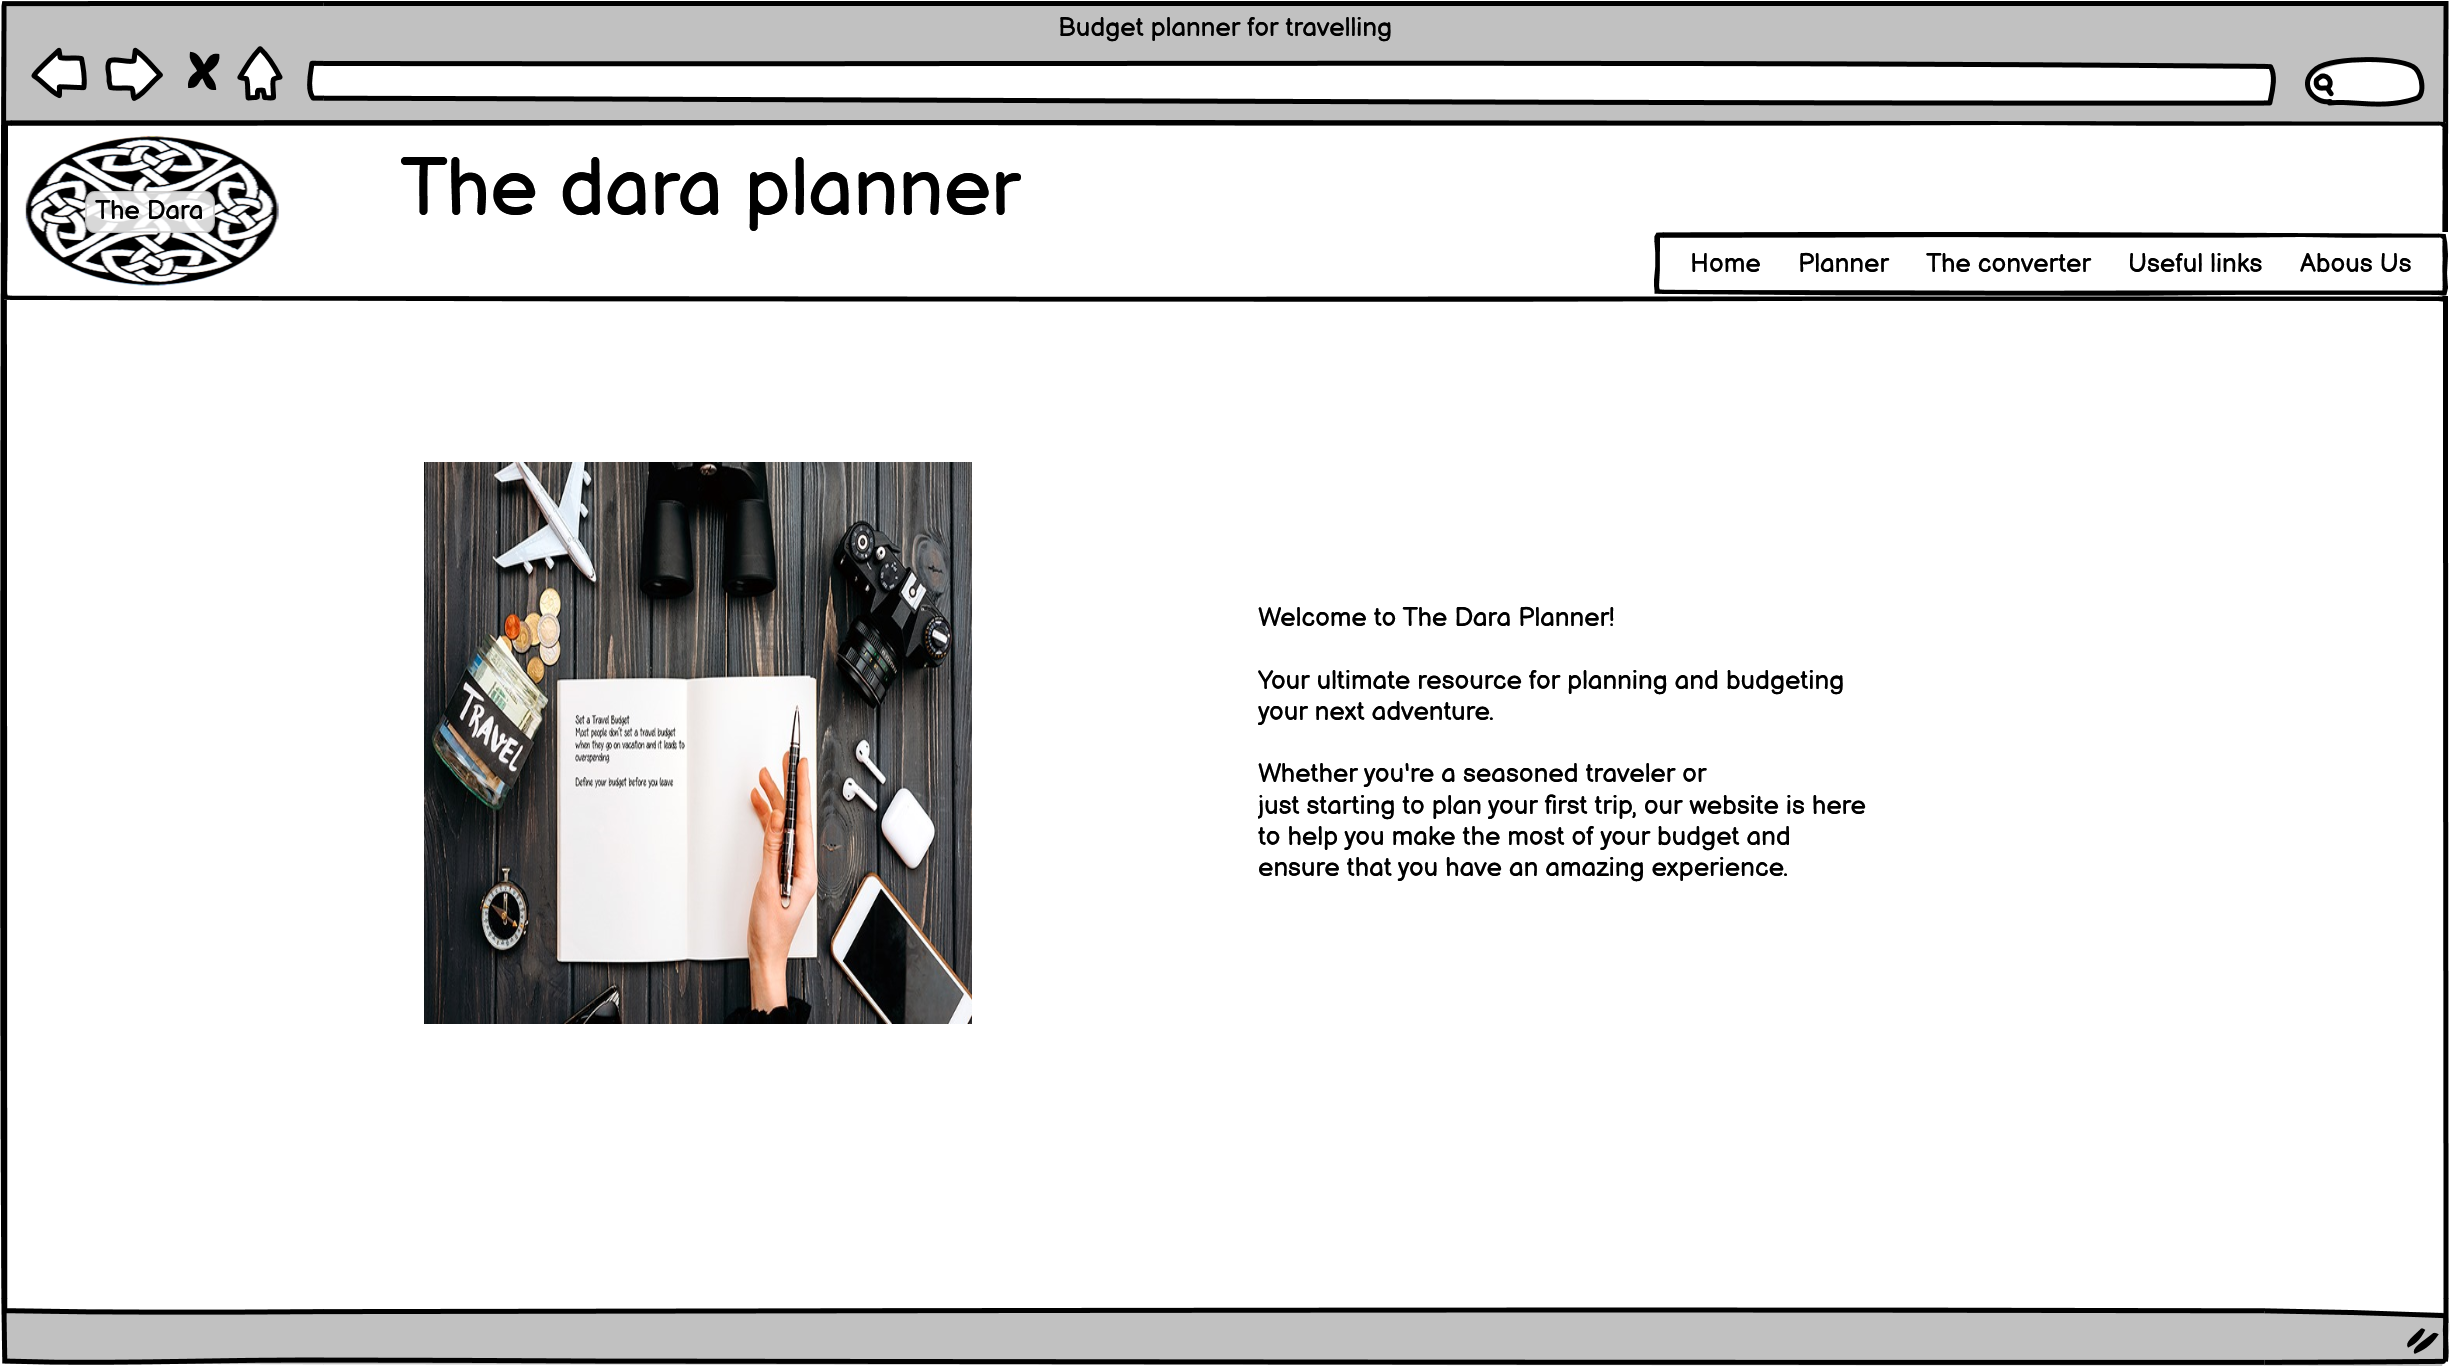 Budget planner for travelling
The Dara
The dara planner
Home Planner The converter Useful links Abous Us
TRAVEL
Set a Travel Budget
Most people don't set a travel budget
when they go on vacation and it leads to
overspending
Define your budget before you leave
Welcome to The Dara Planner!
Your ultimate resource for planning and budgeting
your next adventure.
Whether you're a seasoned traveler or
just starting to plan your first trip, our website is here
to help you make the most of your budget and
ensure that you have an amazing experience.